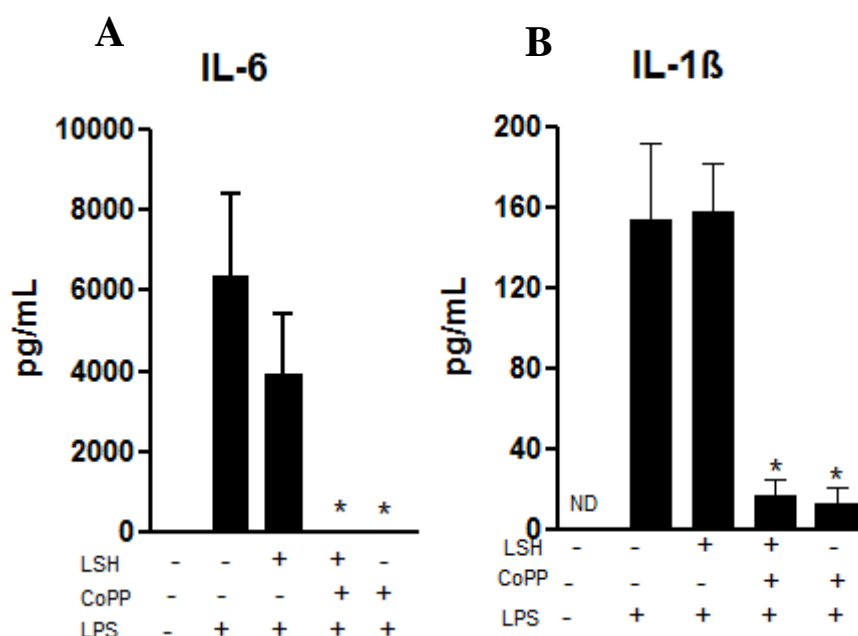 A
IL-6
pg/mL
10000
8000
6000
4000
2000
0
* *
LSH - - + + -
CoPP - - - + +
LPS - + + + +
B
IL-1ß
pg/mL
200
160
120
80
40
0
ND
* *
LSH - - + + -
CoPP - - - + +
LPS - + + + +